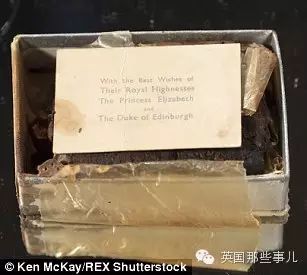 With the Best Wishes of
Their Royal Highnesses
The Princess Elizabeth
and
The Duke of Edinburgh
英国那些事儿
© Ken McKay/REX Shutterstock